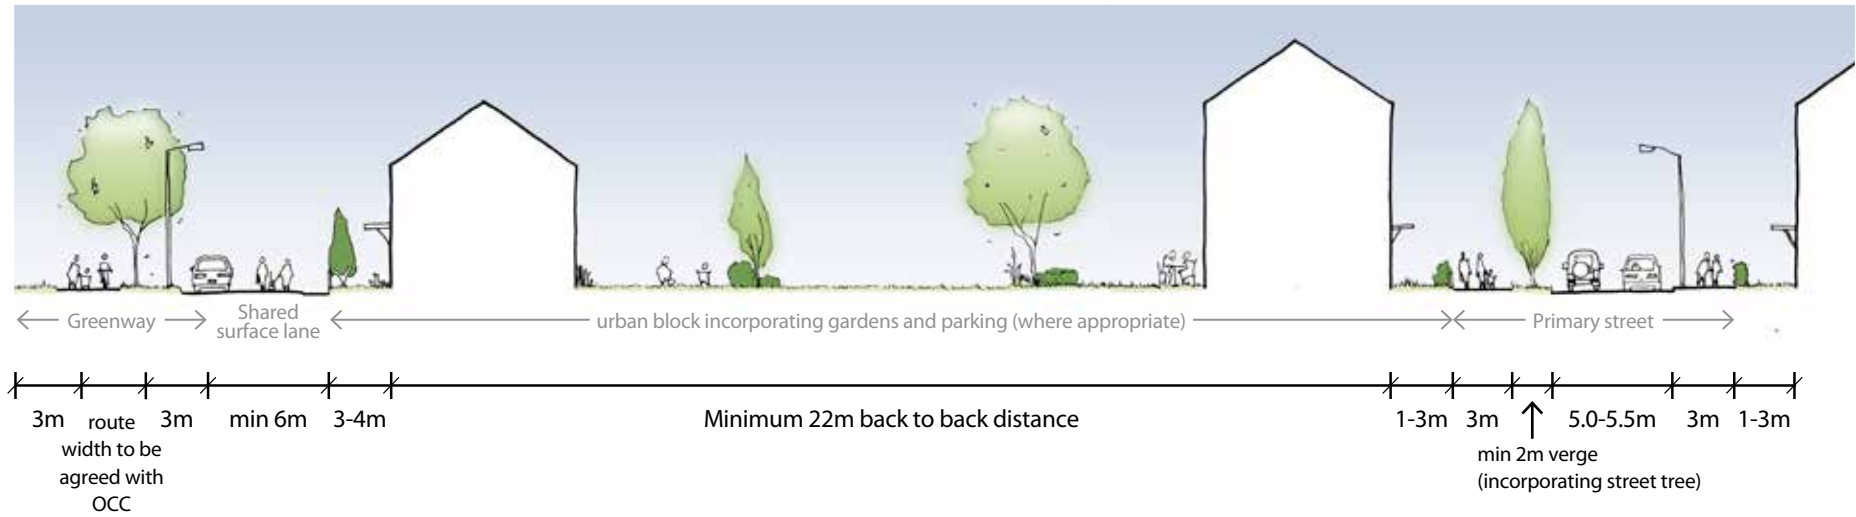 Greenway
Shared
surface lane
urban block incorporating gardens and parking (where appropriate)
Primary street
3m
route
width to be
agreed with
OCC
3m
min 6m
3-4m
Minimum 22m back to back distance
1-3m
3m
min 2m verge
(incorporating street tree)
5.0-5.5m
3m
1-3m